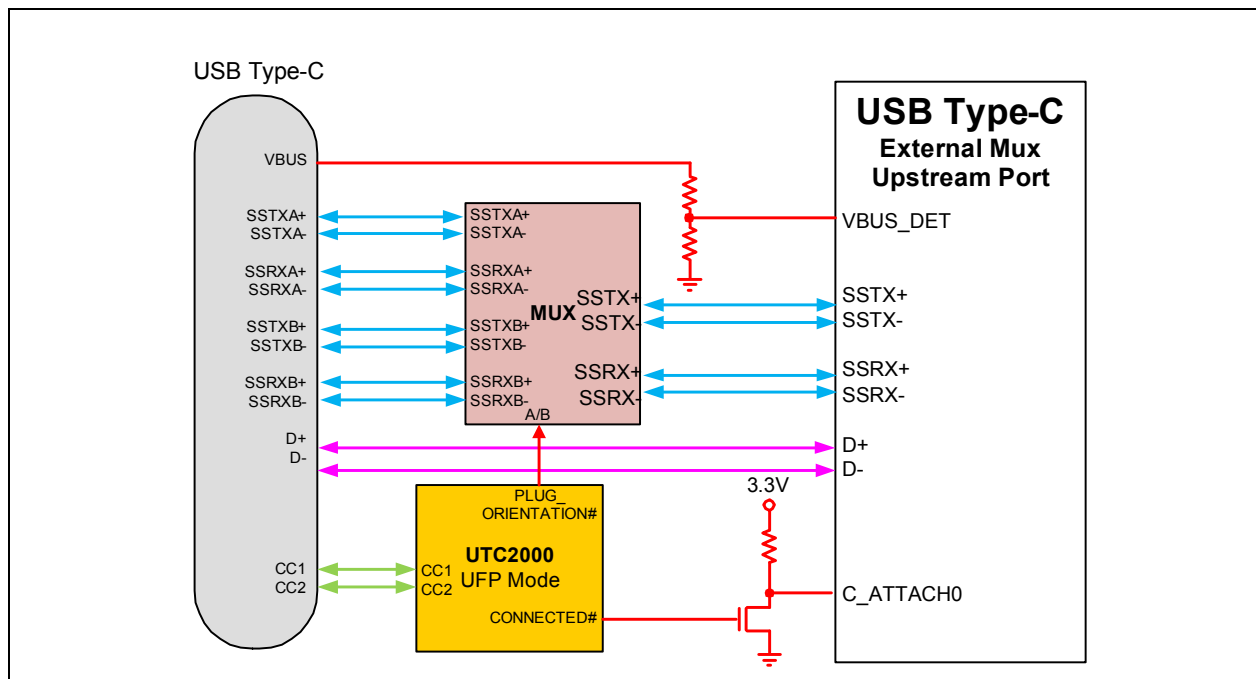 USB Type-C
VBUS
SSTXA+
SSTXA-
SSRXA+
SSRXA-
SSTXB+
SSTXB-
SSRXB+
SSRXB-
D+
D-
CC1
CC2
SSTXA+
SSTXA-
SSRXA+
SSRXA-
SSTXB+
SSTXB-
SSRXB+
SSRXB-
MUX
SSTX+
SSTX-
SSRX+
SSRX-
A/B
PLUG_
ORIENTATION#
UTC2000
UFP Mode
CC1
CC2
CONNECTED#
3.3V
USB Type-C
External Mux
Upstream Port
VBUS_DET
SSTX+
SSTX-
SSRX+
SSRX-
D+
D-
C_ATTACH0